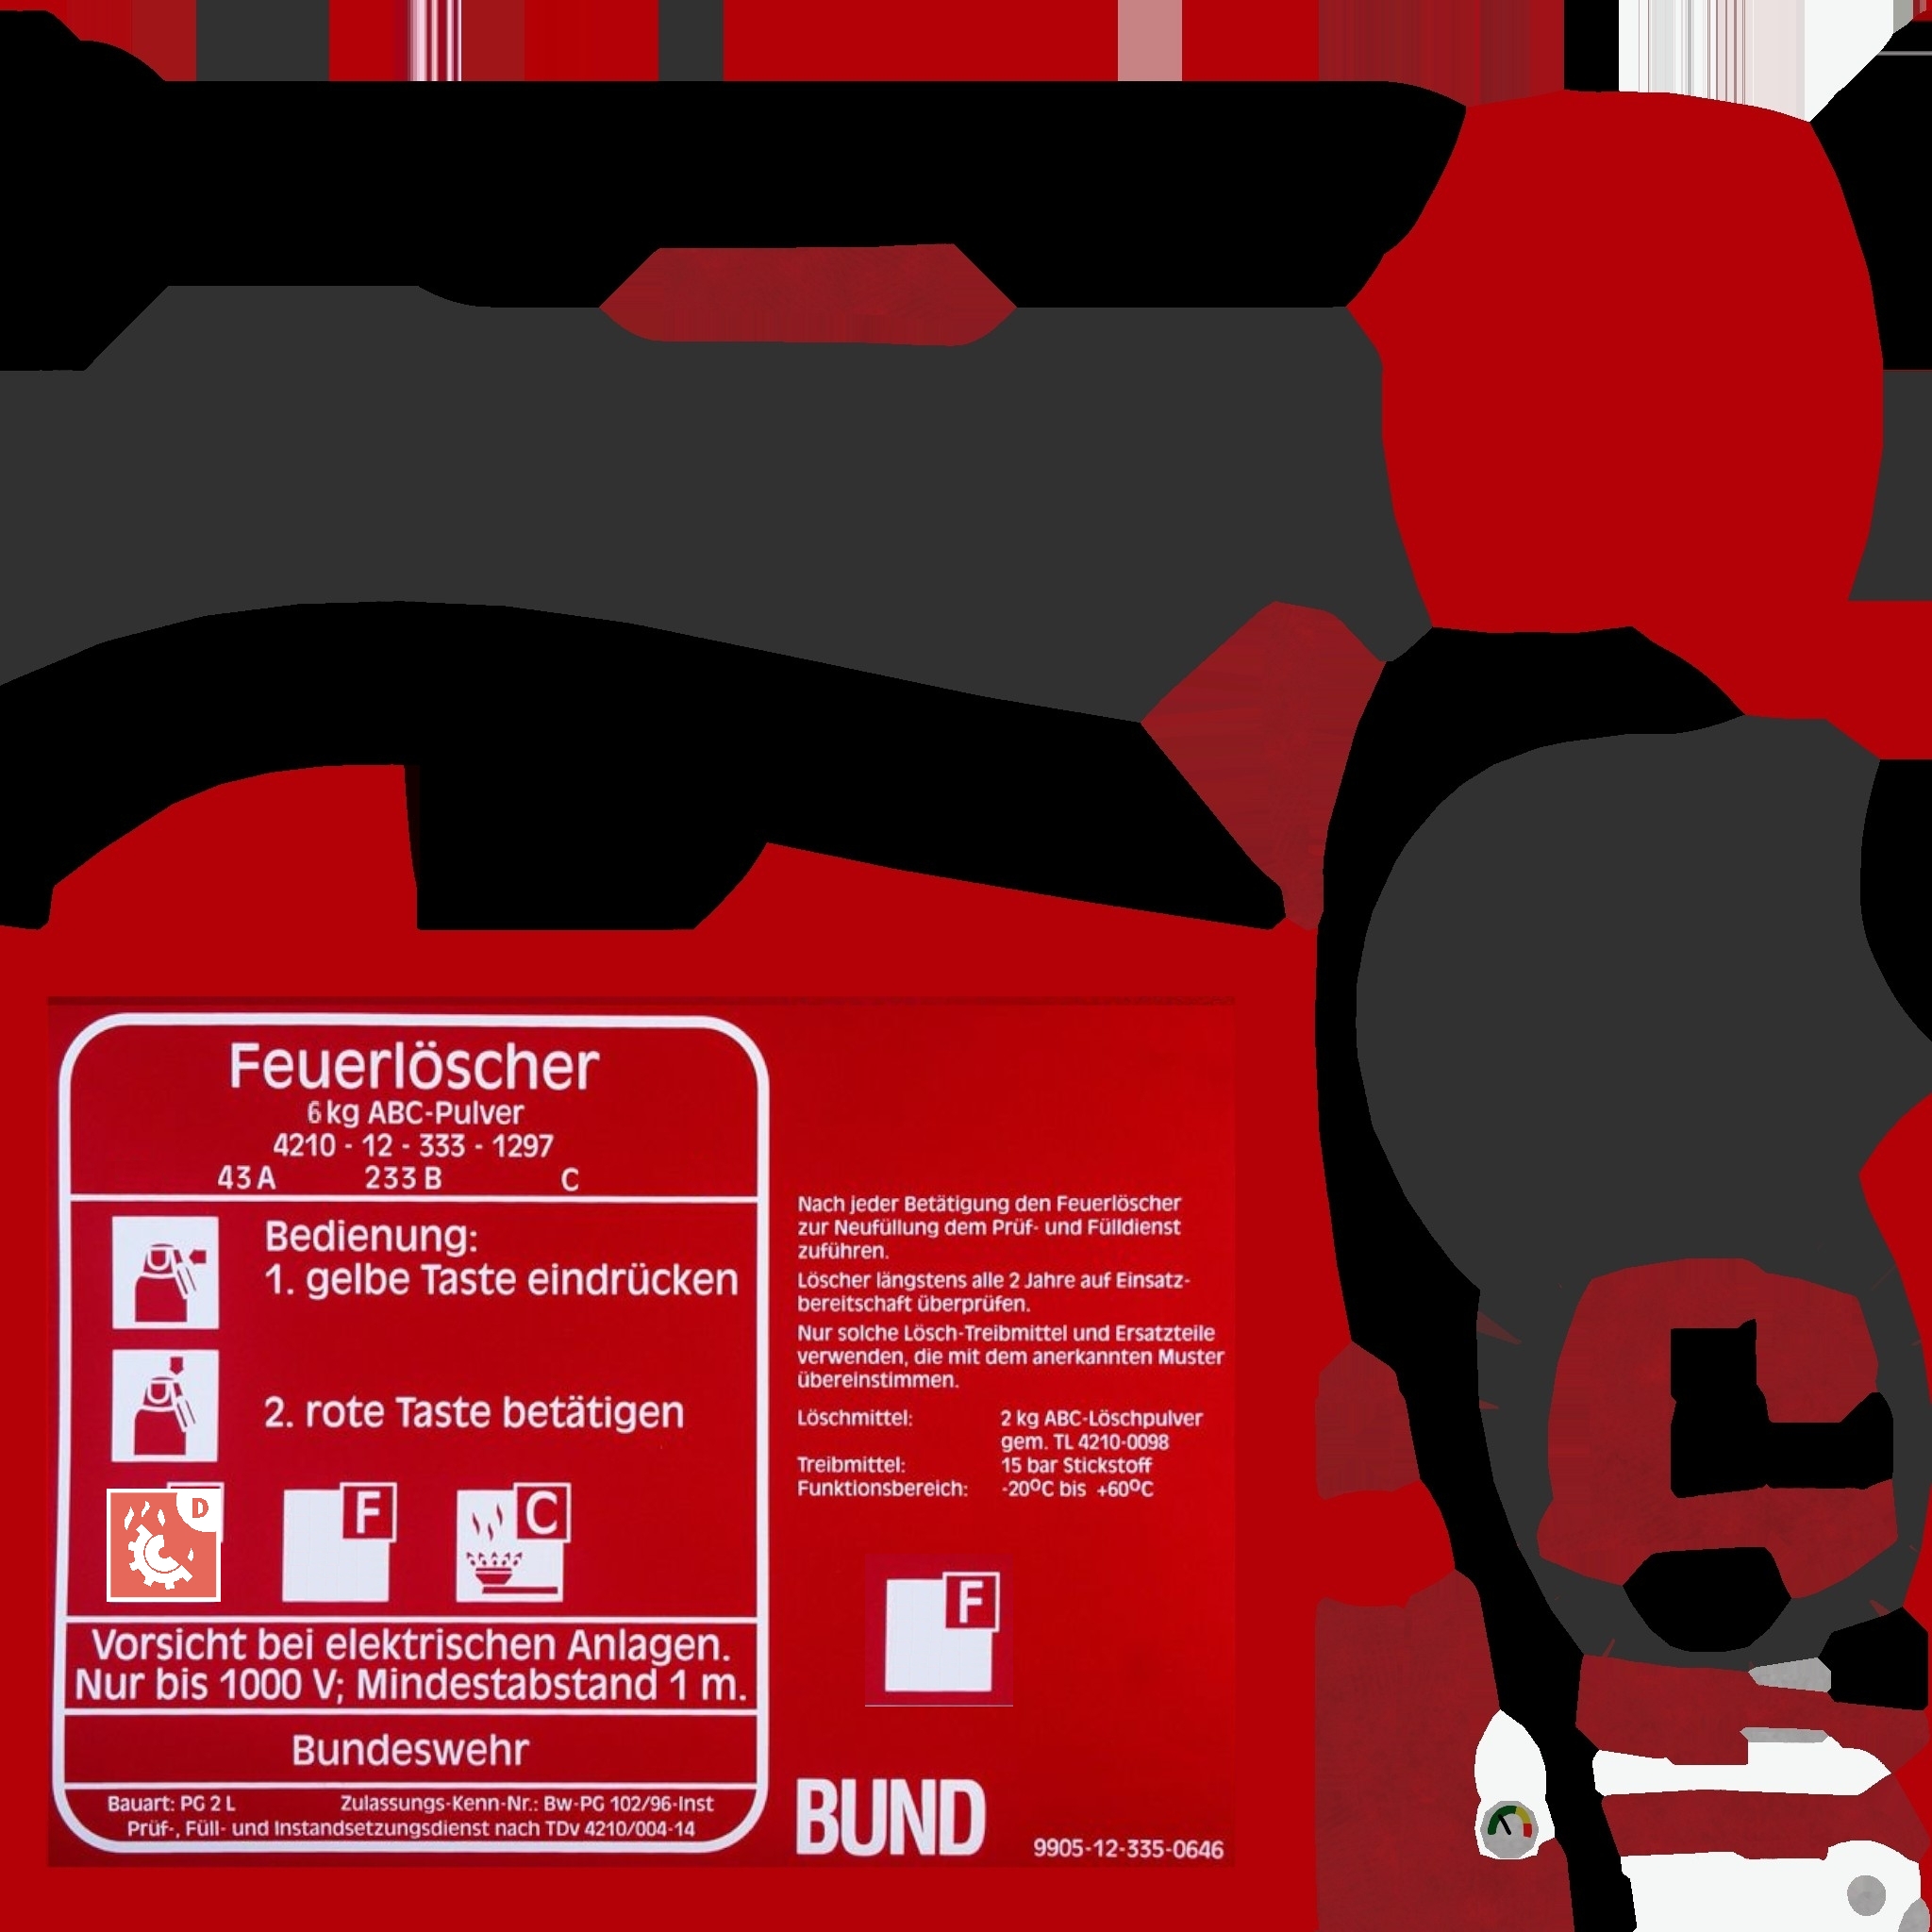 Feuerlöscher
6 kg ABC-Pulver
4210 - 12 - 333 - 1297
43 A 233 B C
Bedienung:
1. gelbe Taste eindrücken
2. rote Taste betätigen
D F C
Vorsicht bei elektrischen Anlagen.
Nur bis 1000 V; Mindestabstand 1 m.
Bundeswehr
Bauart: PG 2 L Zulassungs-Kenn-Nr.: Bw-PG 102/96-Inst
Prüf-, Füll- und Instandsetzungsdienst nach TDv 4210/004-14
Nach jeder Betätigung den Feuerlöscher
zur Neufüllung dem Prüf- und Fülldienst
zuführen.
Löscher längstens alle 2 Jahre auf Einsatz-
bereitschaft überprüfen.
Nur solche Lösch-Treibmittel und Ersatzteile
verwenden, die mit dem anerkannten Muster
übereinstimmen.
Löschmittel: 2 kg ABC-Löschpulver
gem. TL 4210-0098
Treibmittel: 15 bar Stickstoff
Funktionsbereich: -20ºC bis +60ºC
F
BUND
9905-12-335-0646